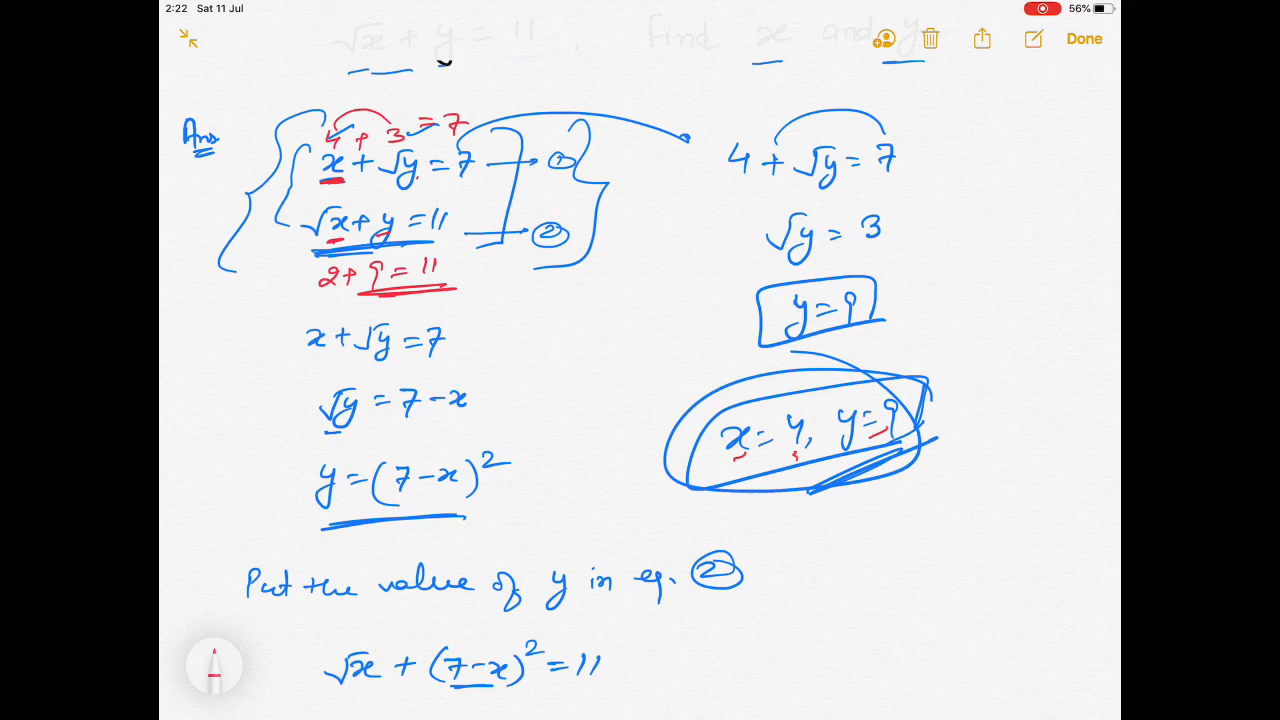 2:22 Sat 11 Jul
56%
√x + y = 11 . Find x and y
Done
Ans
4 + 3 = 7
x + √y = 7 → ①
√x + y = 11 → ②
2 + 9 = 11
x + √y = 7
√y = 7 - x
y = (7 - x)²
Put the value of y in eq. ②
√x + (7 - x)² = 11
4 + √y = 7
√y = 3
y = 9
x = 4, y = 9